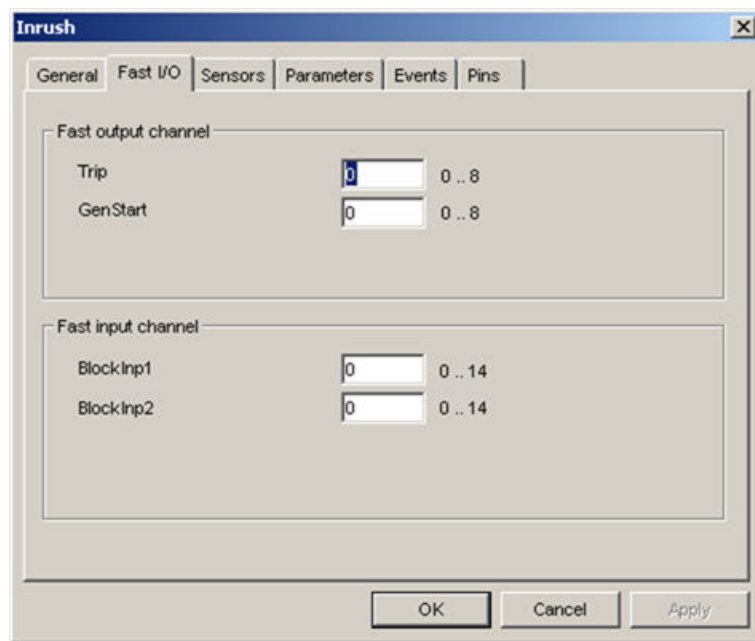 Inrush
General Fast I/O Sensors Parameters Events Pins
Fast output channel
Trip 0 0 .. 8
GenStart 0 0 .. 8
Fast input channel
BlockInp1 0 0 .. 14
BlockInp2 0 0 .. 14
OK Cancel Apply